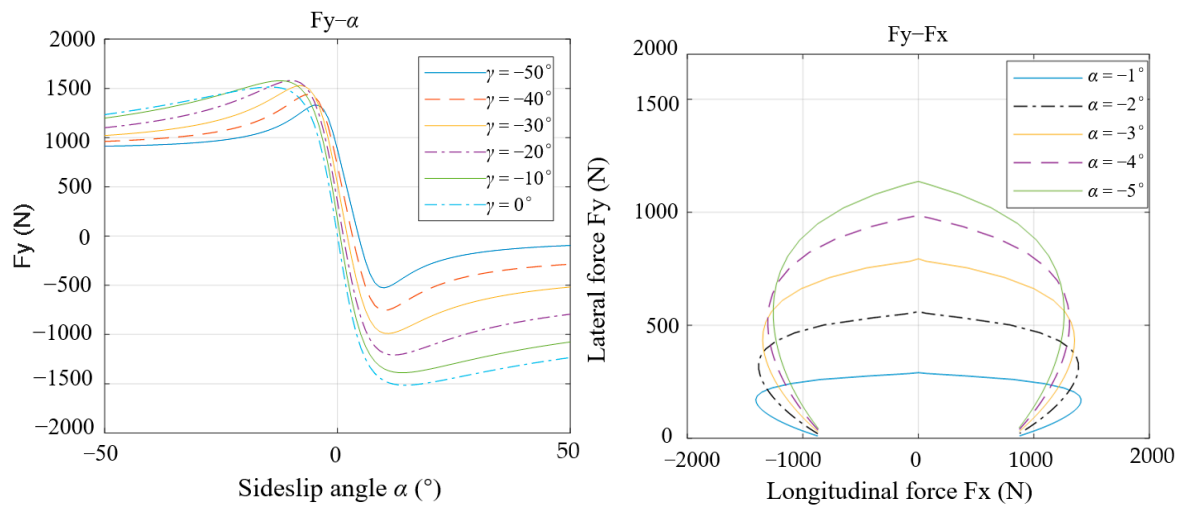 Fy−α
2000
1500
1000
500
0
−500
−1000
−1500
−2000
Fy (N)
γ = −50°
γ = −40°
γ = −30°
γ = −20°
γ = −10°
γ = 0°
−50
0
50
Sideslip angle α (°)
Fy−Fx
2000
1500
1000
500
0
Lateral force Fy (N)
α = −1°
α = −2°
α = −3°
α = −4°
α = −5°
−2000
−1000
0
1000
2000
Longitudinal force Fx (N)